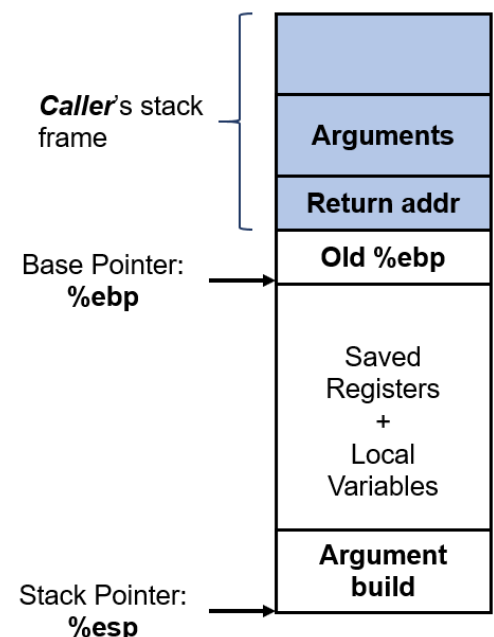 Caller's stack
frame
Arguments
Return addr
Old %ebp
Base Pointer:
%ebp
Saved
Registers
+
Local
Variables
Argument
build
Stack Pointer:
%esp